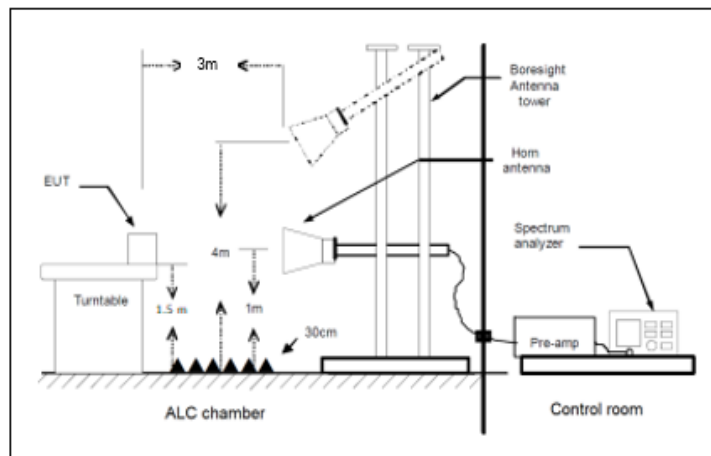 3m
Boresight
Antenna
tower
Horn
antenna
EUT
Spectrum
analyzer
4m
Turntable
1.5 m
1m
30cm
Pre-amp
ALC chamber
Control room